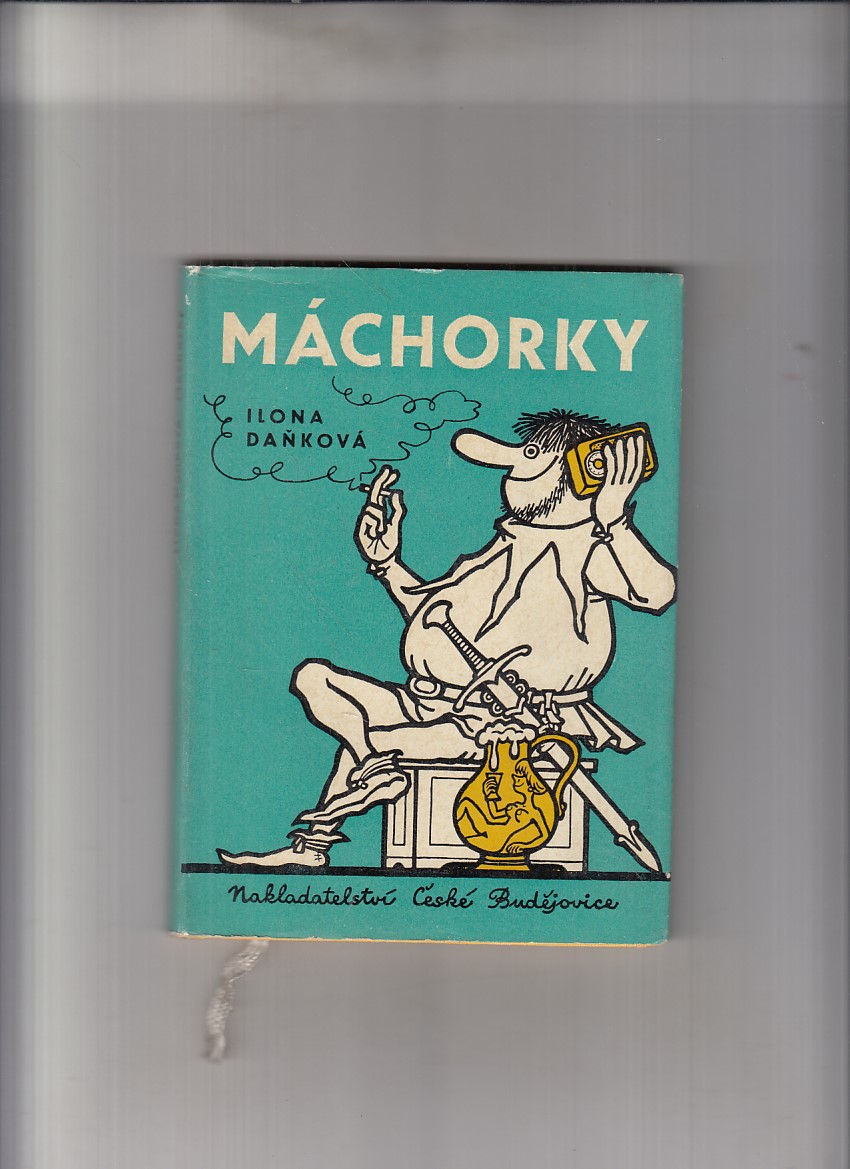 MÁCHORKY
ILONA
DAŇKOVÁ
Nakladatelství České Budějovice